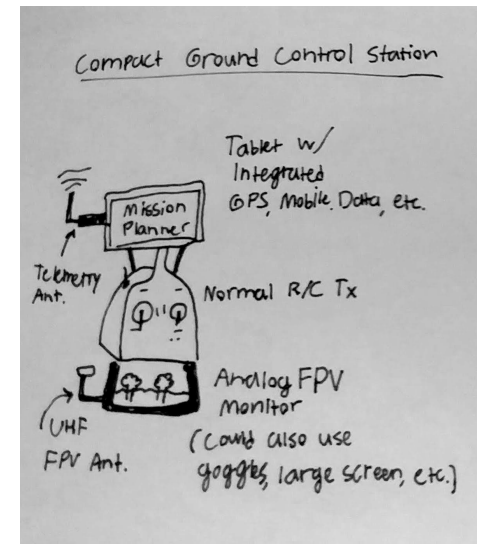 Compact Ground Control Station
Tablet w/
Integrated
GPS, Mobile Data, etc.
Mission
Planner
Telemetry
Ant.
Normal R/C Tx
Analog FPV
Monitor
(Could also use
goggles, large screen, etc.)
UHF
FPV Ant.